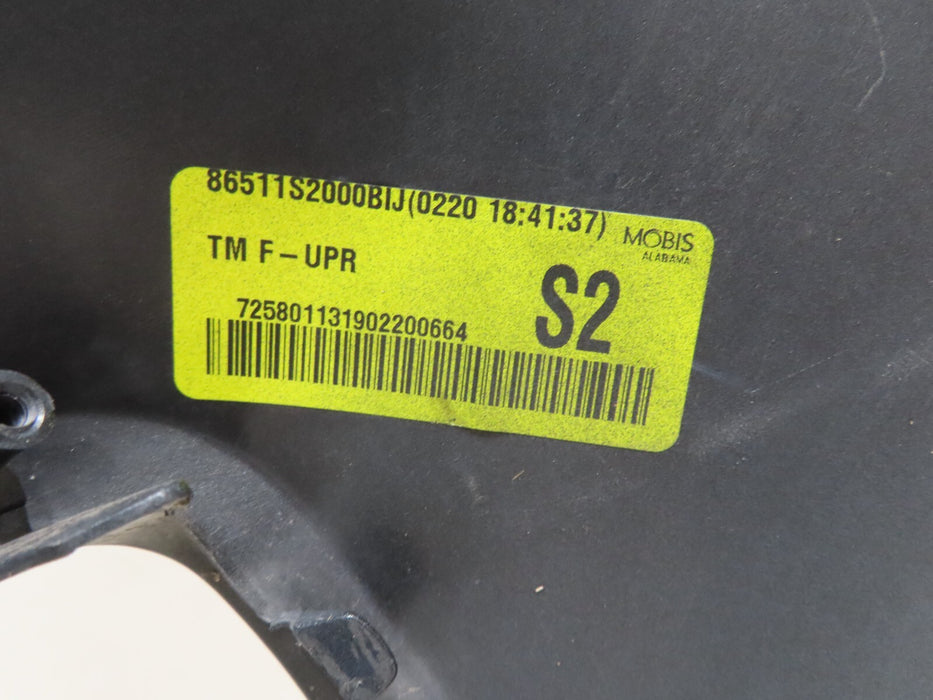 86511S2000BIJ(0220 18:41:37)
MOBIS
ALABAMA
TM F-UPR
S2
725801131902200664